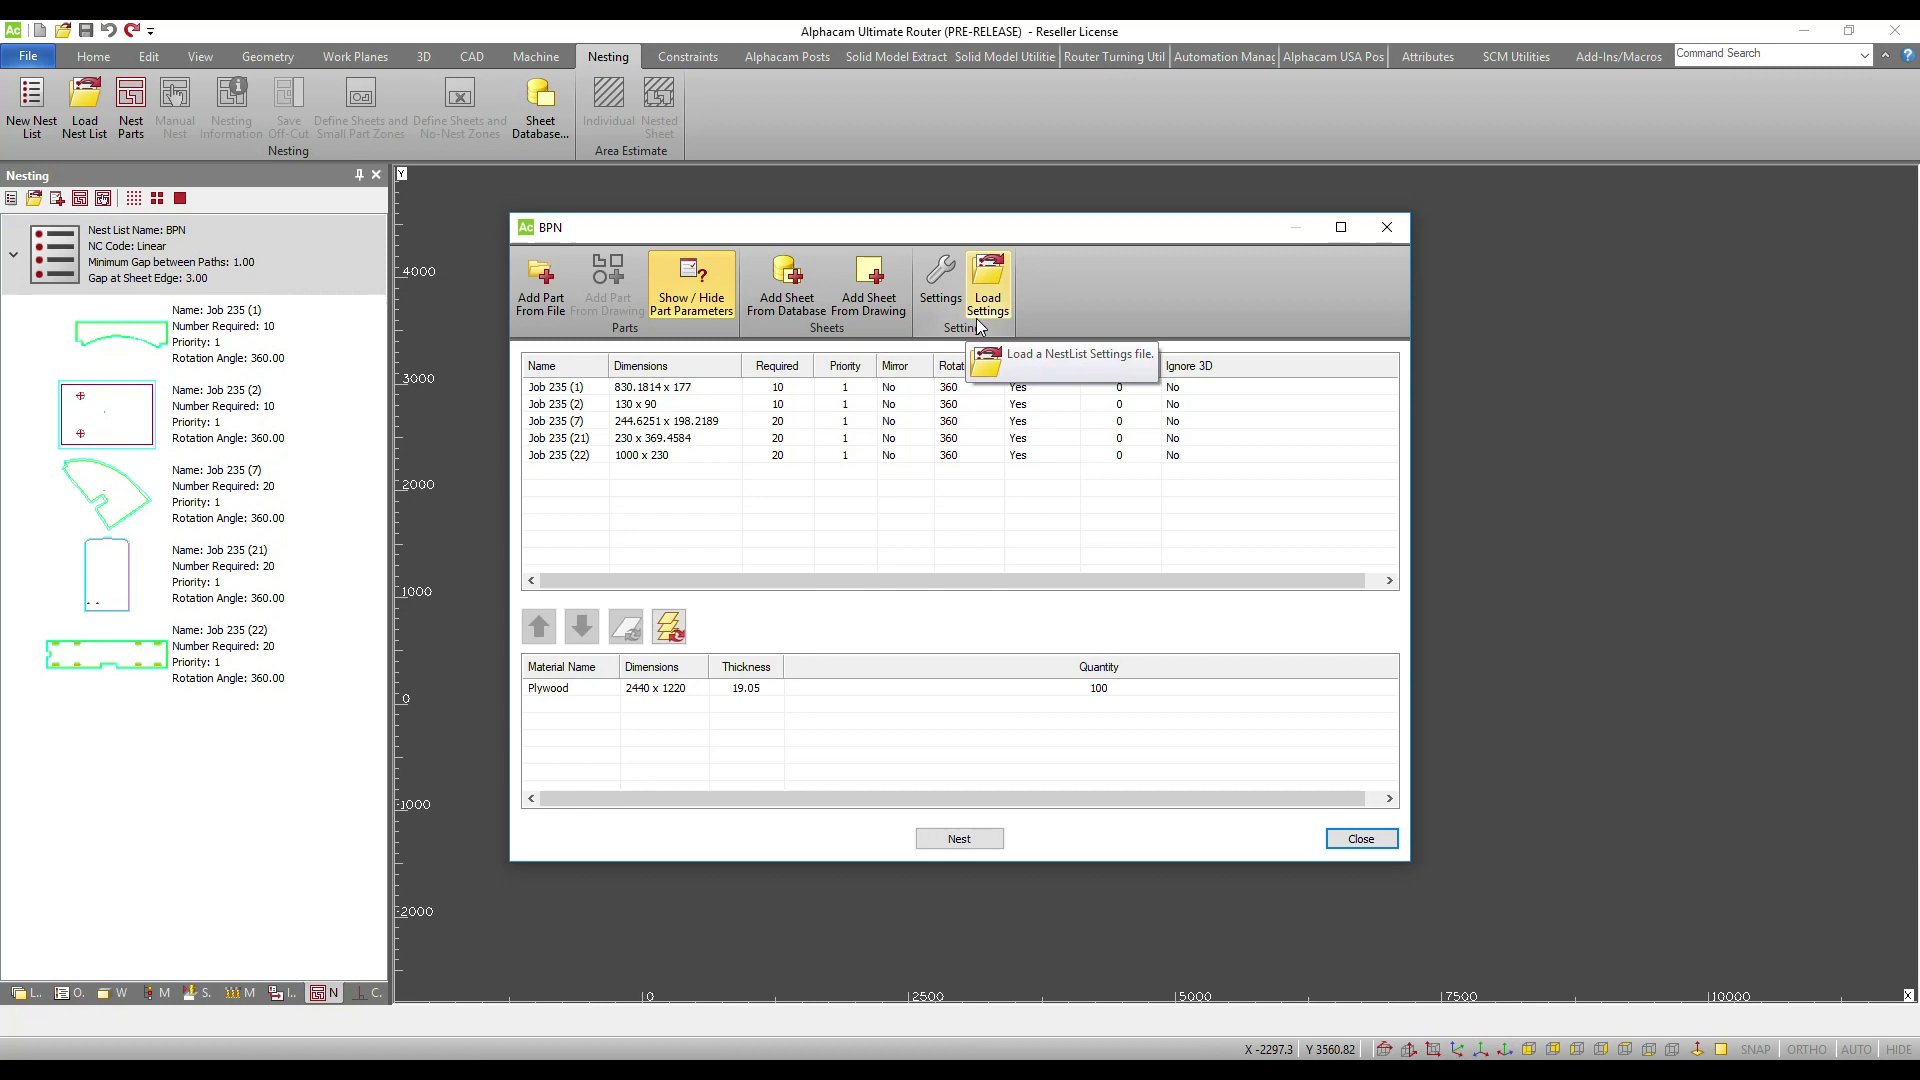 Ac
Alphacam Ultimate Router (PRE-RELEASE) - Reseller License
File Home Edit View Geometry Work Planes 3D CAD Machine Nesting Constraints Alphacam Posts Solid Model Extract Solid Model Utilitie Router Turning Util Automation Manag Alphacam USA Pos Attributes SCM Utilities Add-Ins/Macros Command Search
New Nest List
Load Nest List
Nest Parts
Manual Nest
Nesting Information
Save Off-Cut
Define Sheets and Small Part Zones
Define Sheets and No-Nest Zones
Sheet Database...
Individual
Nested Sheet
Nesting
Area Estimate
Nesting
Nest List Name: BPN
NC Code: Linear
Minimum Gap between Paths: 1.00
Gap at Sheet Edge: 3.00
Name: Job 235 (1)
Number Required: 10
Priority: 1
Rotation Angle: 360.00
Name: Job 235 (2)
Number Required: 10
Priority: 1
Rotation Angle: 360.00
Name: Job 235 (7)
Number Required: 20
Priority: 1
Rotation Angle: 360.00
Name: Job 235 (21)
Number Required: 20
Priority: 1
Rotation Angle: 360.00
Name: Job 235 (22)
Number Required: 20
Priority: 1
Rotation Angle: 360.00
L... O. W M S. M I.. N C.
Y
4000
3000
2000
1000
0
-1000
-2000
0 2500 5000 7500 10000 X
Ac BPN
Add Part From File
Add Part From Drawing
Show / Hide Part Parameters
Add Sheet From Database
Add Sheet From Drawing
Settings
Load Settings
Parts Sheets Settin
Load a NestList Settings file.
Name Dimensions Required Priority Mirror Rotat Ignore 3D
Job 235 (1) 830.1814 x 177 10 1 No 360 Yes 0 No
Job 235 (2) 130 x 90 10 1 No 360 Yes 0 No
Job 235 (7) 244.6251 x 198.2189 20 1 No 360 Yes 0 No
Job 235 (21) 230 x 369.4584 20 1 No 360 Yes 0 No
Job 235 (22) 1000 x 230 20 1 No 360 Yes 0 No
Material Name Dimensions Thickness Quantity
Plywood 2440 x 1220 19.05 100
Nest Close
X -2297.3 Y 3560.82 SNAP ORTHO AUTO HIDE